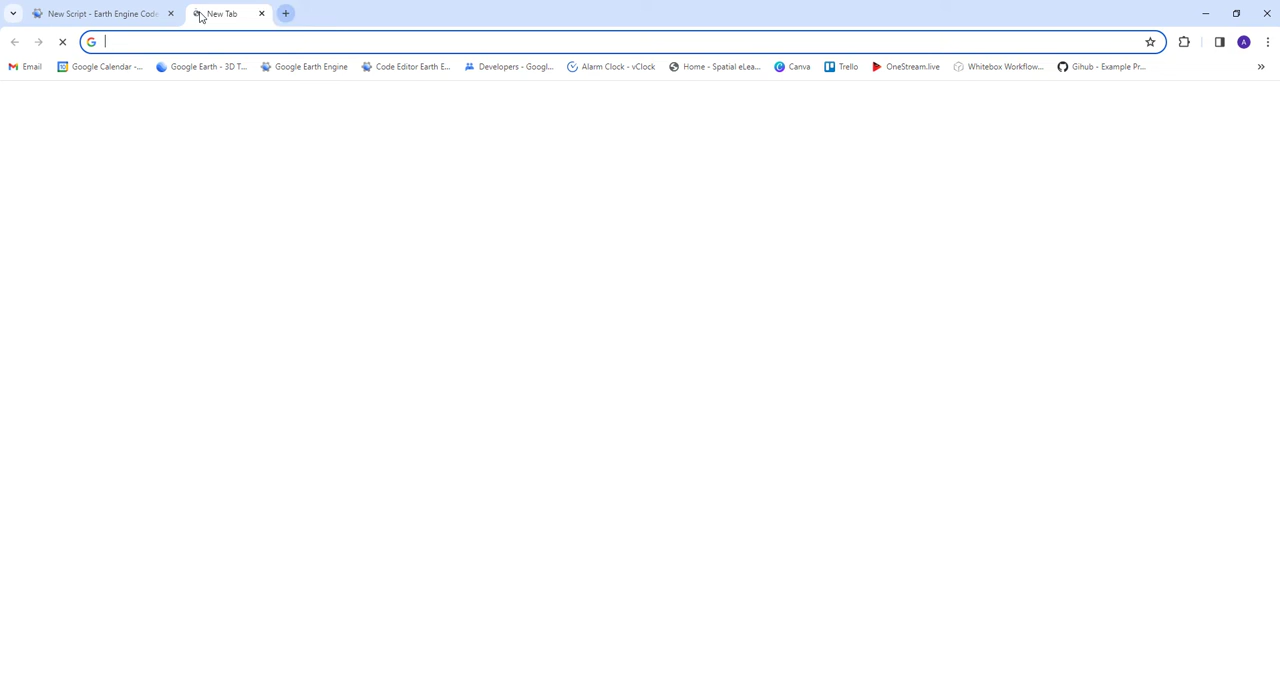 New Script - Earth Engine Code
New Tab
Email
Google Calendar -...
Google Earth - 3D T...
Google Earth Engine
Code Editor Earth E...
Developers - Googl...
Alarm Clock - vClock
Home - Spatial eLea...
Canva
Trello
OneStream.live
Whitebox Workflow...
Gihub - Example Pr...
A